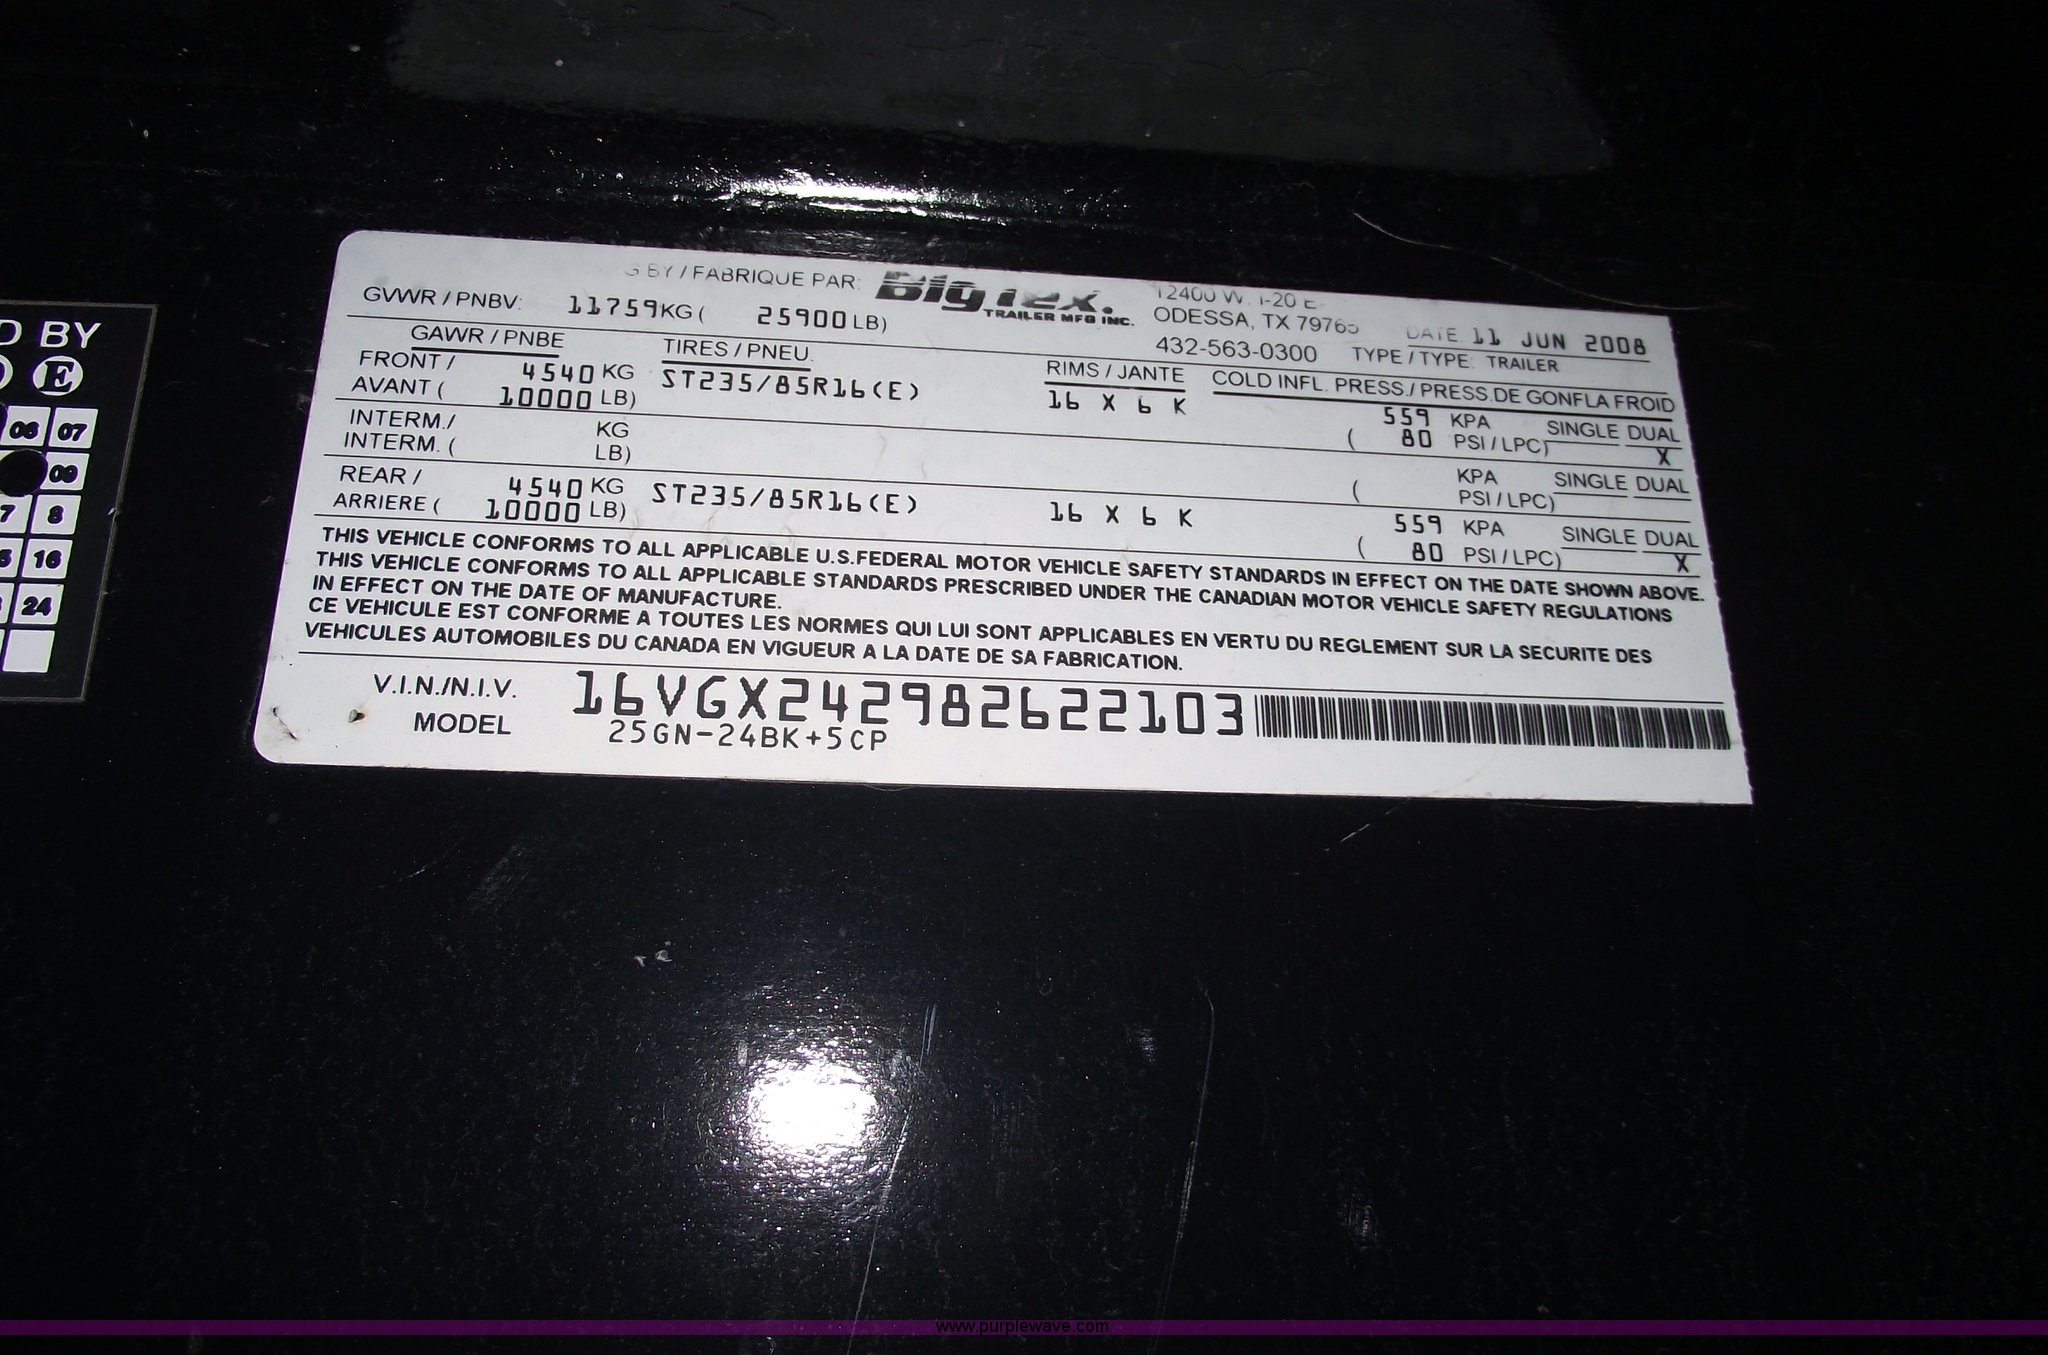 BY / FABRIQUE PAR: Big Tex. 12400 W. I-20 E
TRAILER MFG INC. ODESSA, TX 79765
432-563-0300
DATE 11 JUN 2008
GVWR / PNBV: 11759KG ( 25900LB)
TYPE / TYPE: TRAILER
GAWR / PNBE TIRES / PNEU. RIMS / JANTE COLD INFL. PRESS. / PRESS.DE GONFLA FROID
FRONT / 4540 KG ST235/85R16(E) 16 X 6 K 559 KPA SINGLE DUAL
AVANT ( 10000 LB) ( 80 PSI / LPC) X
INTERM./ KG KPA SINGLE DUAL
INTERM. ( LB) ( PSI / LPC)
REAR / 4540 KG ST235/85R16(E) 16 X 6 K 559 KPA SINGLE DUAL
ARRIERE ( 10000 LB) ( 80 PSI / LPC) X
THIS VEHICLE CONFORMS TO ALL APPLICABLE U.S.FEDERAL MOTOR VEHICLE SAFETY STANDARDS IN EFFECT ON THE DATE SHOWN ABOVE.
THIS VEHICLE CONFORMS TO ALL APPLICABLE STANDARDS PRESCRIBED UNDER THE CANADIAN MOTOR VEHICLE SAFETY REGULATIONS
IN EFFECT ON THE DATE OF MANUFACTURE.
CE VEHICULE EST CONFORME A TOUTES LES NORMES QUI LUI SONT APPLICABLES EN VERTU DU REGLEMENT SUR LA SECURITE DES
VEHICULES AUTOMOBILES DU CANADA EN VIGUEUR A LA DATE DE SA FABRICATION.
V.I.N./N.I.V. 16VGX242982622103
MODEL 25GN-24BK+5CP
D BY
E
06 07
09
7 8
16
24
www.purplewave.com